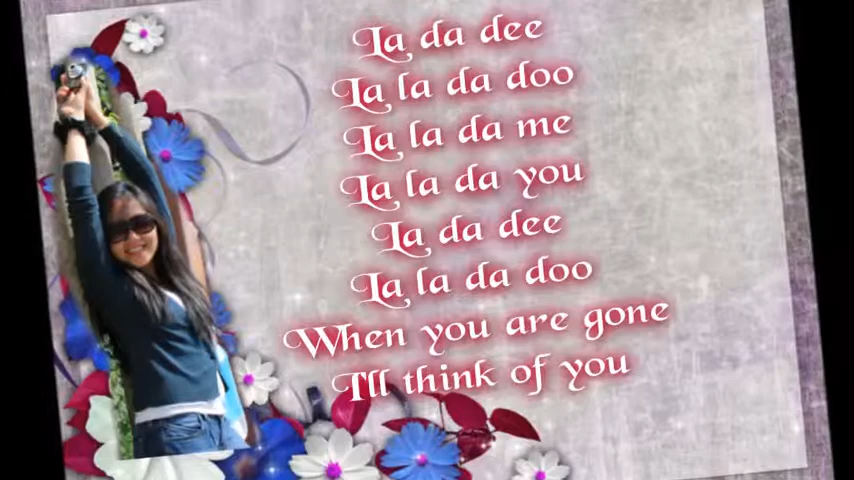 La da dee
La la da doo
La la da me
La la da you
La da dee
La la da doo
When you are gone
I'll think of you